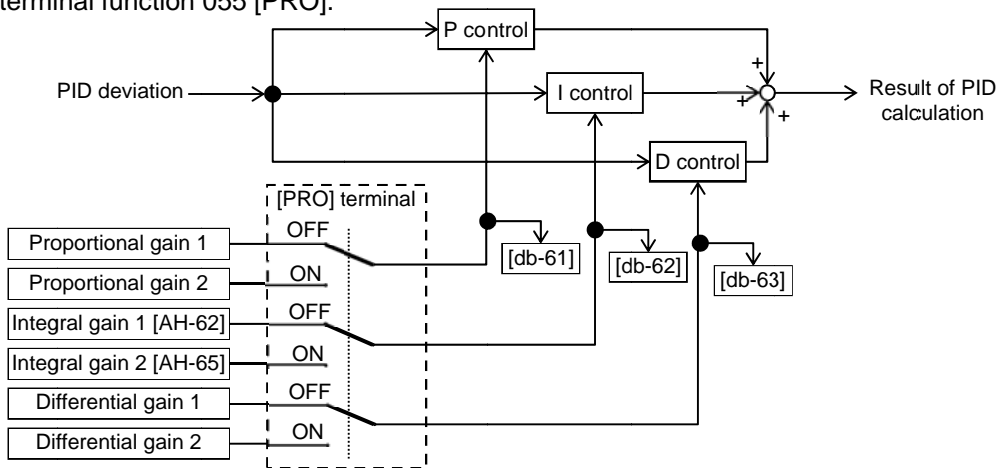 terminal function 055 [PRO].
P control
PID deviation
I control
+
+
+
Result of PID
calculation
D control
[PRO] terminal
OFF
Proportional gain 1
[db-61]
[db-62]
[db-63]
ON
Proportional gain 2
OFF
Integral gain 1 [AH-62]
ON
Integral gain 2 [AH-65]
OFF
Differential gain 1
ON
Differential gain 2